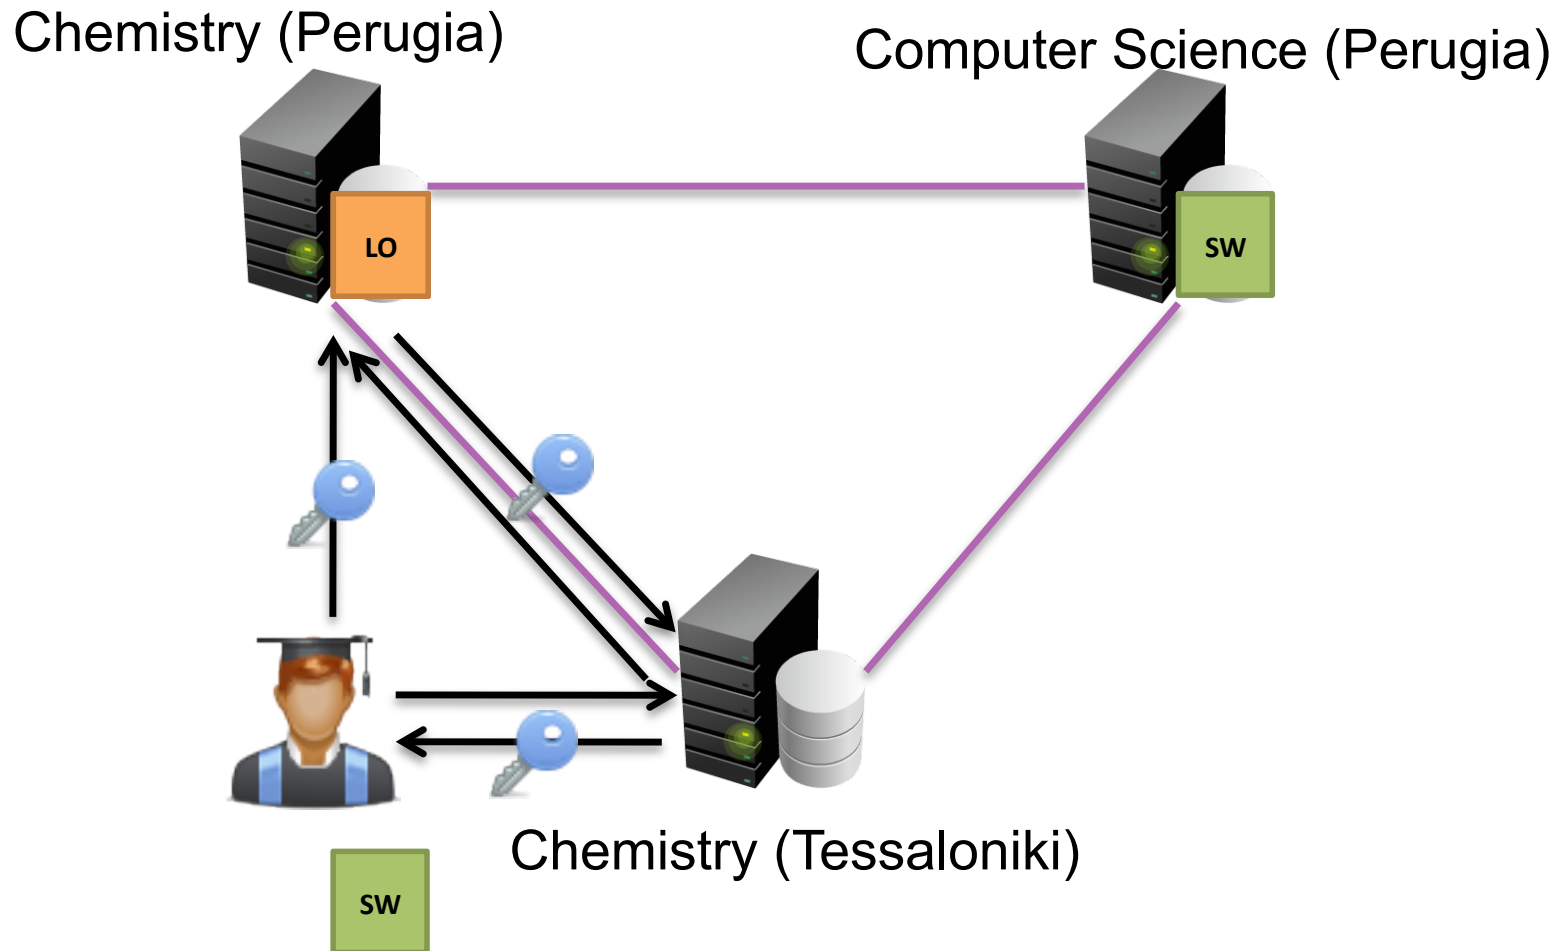 Chemistry (Perugia)
Computer Science (Perugia)
LO
SW
Chemistry (Tessaloniki)
SW